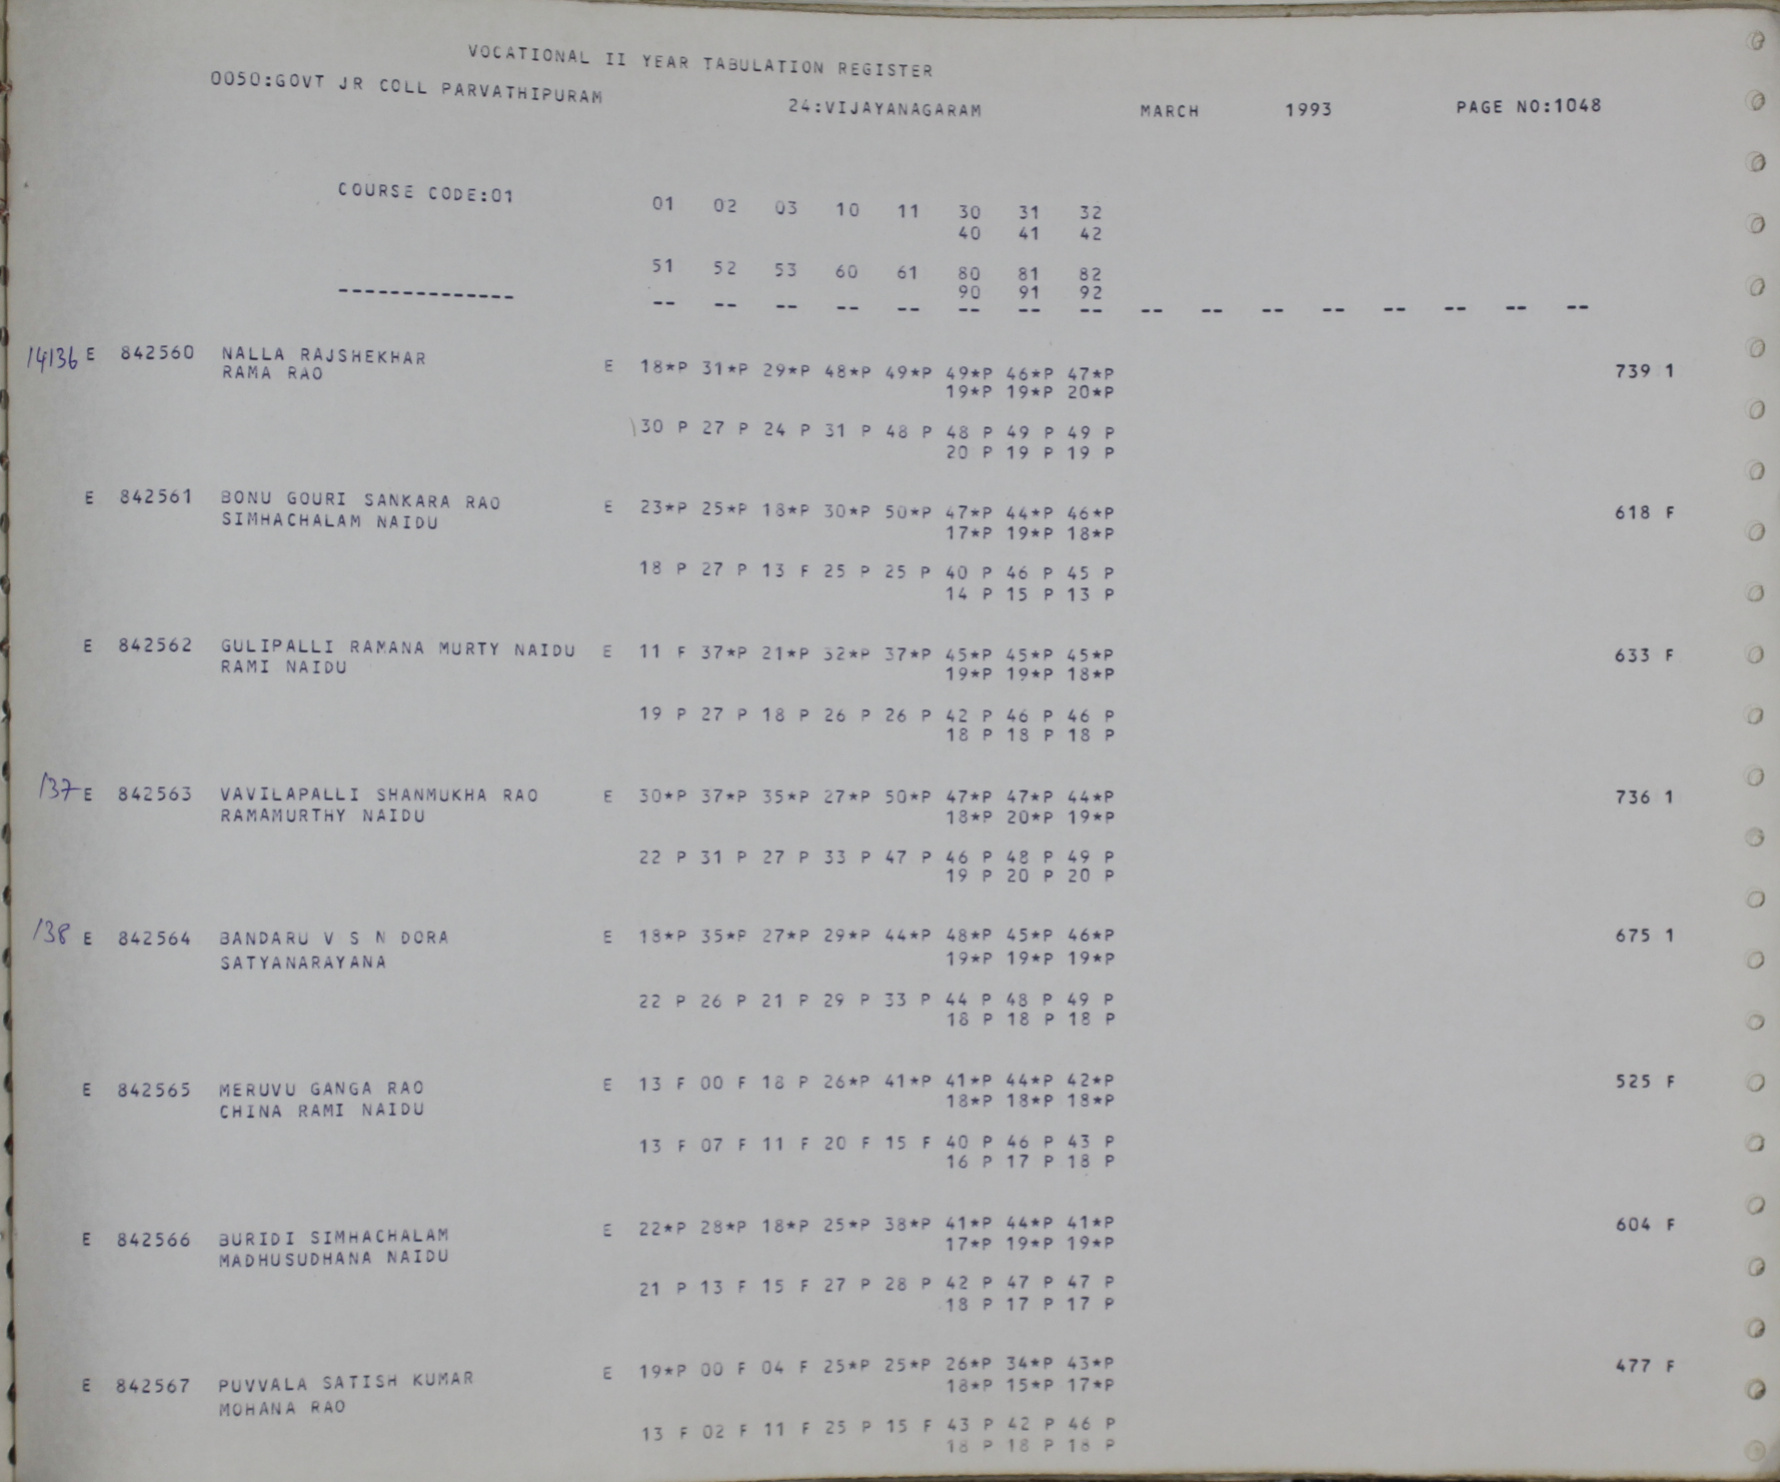 VOCATIONAL II YEAR TABULATION REGISTER
0050:GOVT JR COLL PARVATHIPURAM 24:VIJAYANAGARAM MARCH 1993 PAGE NO:1048
COURSE CODE:01 01 02 03 10 11 30 31 32
40 41 42
51 52 53 60 61 80 81 82
-------------- 90 91 92
-- -- -- -- -- -- -- -- -- -- -- -- -- -- -- --
14136 E 842560 NALLA RAJSHEKHAR E 18*P 31*P 29*P 48*P 49*P 49*P 46*P 47*P 739 1
RAMA RAO 19*P 19*P 20*P
30 P 27 P 24 P 31 P 48 P 48 P 49 P 49 P
20 P 19 P 19 P
E 842561 BONU GOURI SANKARA RAO E 23*P 25*P 18*P 30*P 50*P 47*P 44*P 46*P 618 F
SIMHACHALAM NAIDU 17*P 19*P 18*P
18 P 27 P 13 F 25 P 25 P 40 P 46 P 45 P
14 P 15 P 13 P
E 842562 GULIPALLI RAMANA MURTY NAIDU E 11 F 37*P 21*P 32*P 37*P 45*P 45*P 45*P 633 F
RAMI NAIDU 19*P 19*P 18*P
19 P 27 P 18 P 26 P 26 P 42 P 46 P 46 P
18 P 18 P 18 P
137 E 842563 VAVILAPALLI SHANMUKHA RAO E 30*P 37*P 35*P 27*P 50*P 47*P 47*P 44*P 736 1
RAMAMURTHY NAIDU 18*P 20*P 19*P
22 P 31 P 27 P 33 P 47 P 46 P 48 P 49 P
19 P 20 P 20 P
138 E 842564 BANDARU V S N DORA E 18*P 35*P 27*P 29*P 44*P 48*P 45*P 46*P 675 1
SATYANARAYANA 19*P 19*P 19*P
22 P 26 P 21 P 29 P 33 P 44 P 48 P 49 P
18 P 18 P 18 P
E 842565 MERUVU GANGA RAO E 13 F 00 F 18 P 26*P 41*P 41*P 44*P 42*P 525 F
CHINA RAMI NAIDU 18*P 18*P 18*P
13 F 07 F 11 F 20 F 15 F 40 P 46 P 43 P
16 P 17 P 18 P
E 842566 BURIDI SIMHACHALAM E 22*P 28*P 18*P 25*P 38*P 41*P 44*P 41*P 604 F
MADHUSUDHANA NAIDU 17*P 19*P 19*P
21 P 13 F 15 F 27 P 28 P 42 P 47 P 47 P
18 P 17 P 17 P
E 842567 PUVVALA SATISH KUMAR E 19*P 00 F 04 F 25*P 25*P 26*P 34*P 43*P 477 F
MOHANA RAO 18*P 15*P 17*P
13 F 02 F 11 F 25 P 15 F 43 P 42 P 46 P
18 P 18 P 18 P